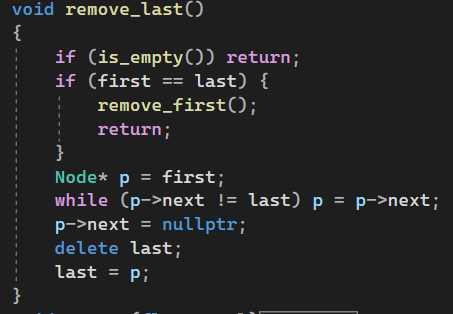 void remove_last()
{
    if (is_empty()) return;
    if (first == last) {
        remove_first();
        return;
    }
    Node* p = first;
    while (p->next != last) p = p->next;
    p->next = nullptr;
    delete last;
    last = p;
}